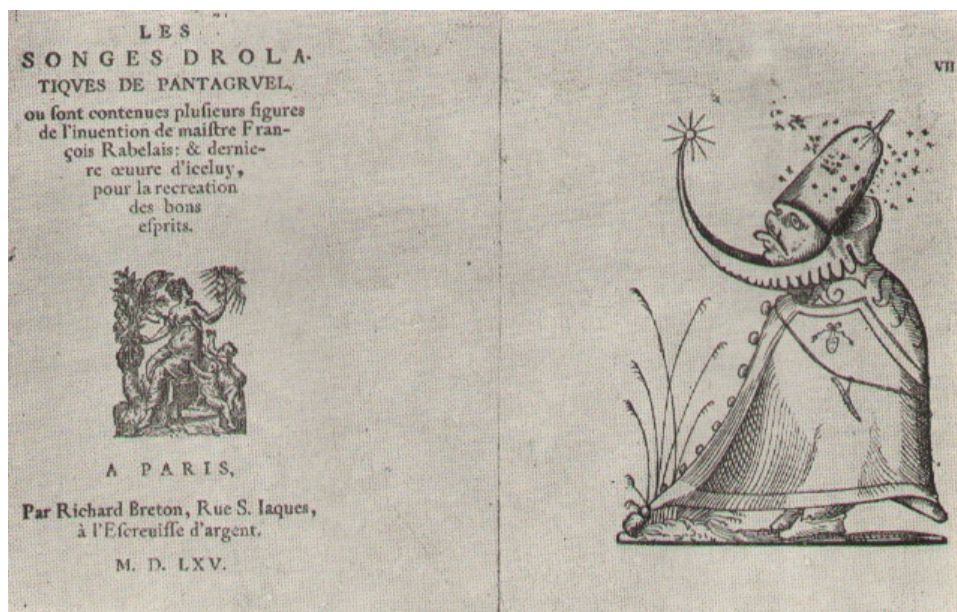 LES
SONGES DROLA-
TIQVES DE PANTAGRVEL,
ou ſont contenues pluſieurs figures
de l'inuention de maiſtre Fran-
çois Rabelais: & dernie-
re œuure d'iceluy,
pour la recreation
des bons
eſprits.
A PARIS,
Par Richard Breton, Rue S. Iaques,
à l'Eſcreuiſſe d'argent.
M. D. LXV.
VII